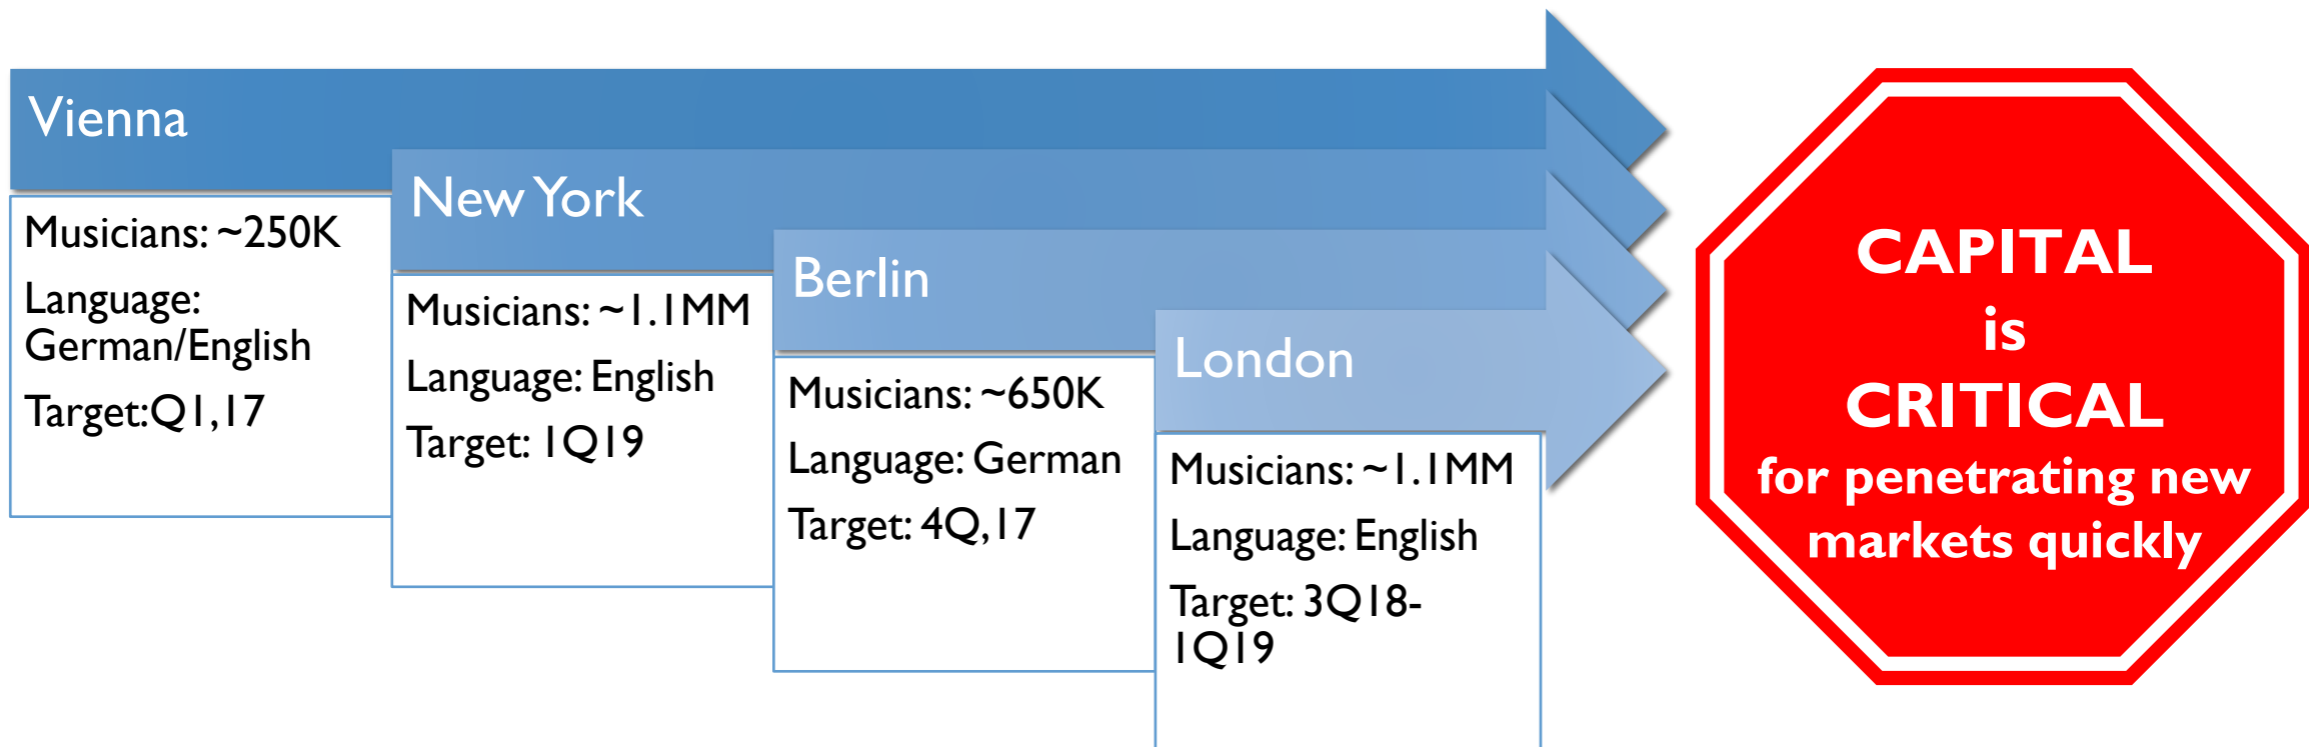 Vienna
Musicians: ~250K
Language:
German/English
Target:Q1,17
New York
Musicians: ~1.1MM
Language: English
Target: 1Q19
Berlin
Musicians: ~650K
Language: German
Target: 4Q,17
London
Musicians: ~1.1MM
Language: English
Target: 3Q18-
1Q19
CAPITAL
is
CRITICAL
for penetrating new
markets quickly